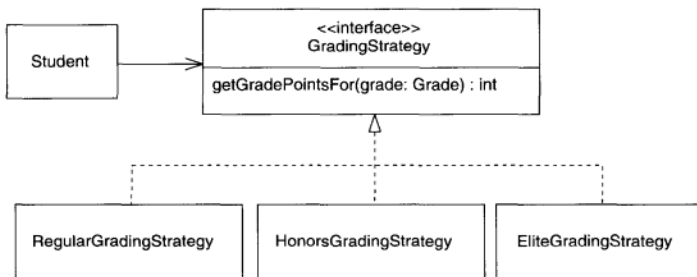 <<interface>>
GradingStrategy
Student
getGradePointsFor(grade: Grade) : int
RegularGradingStrategy
HonorsGradingStrategy
EliteGradingStrategy